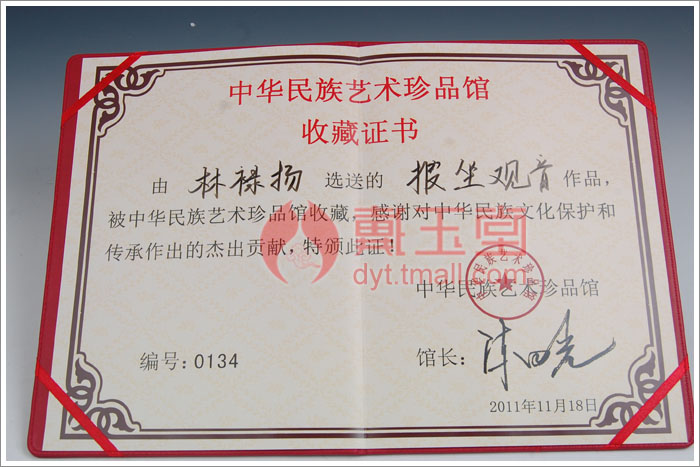 中华民族艺术珍品馆
收藏证书
由 林禄扬 选送的 报坐观音 作品，
被中华民族艺术珍品馆收藏，感谢对中华民族文化保护和
传承作出的杰出贡献，特颁此证！
戴玉堂
dyt.tmall.com
中华民族艺术珍品馆
编号：0134
馆长：
2011年11月18日